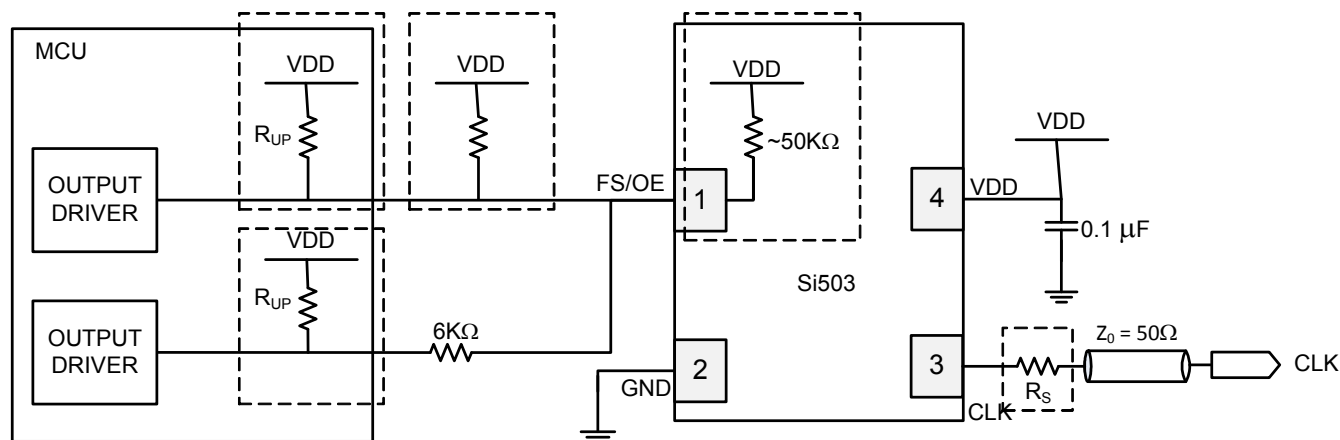 MCU
VDD
R_UP
OUTPUT
DRIVER
VDD
VDD
R_UP
OUTPUT
DRIVER
6KΩ
FS/OE
VDD
~50KΩ
1
4
VDD
VDD
0.1 μF
Si503
2
GND
3
CLK
R_S
Z₀ = 50Ω
CLK